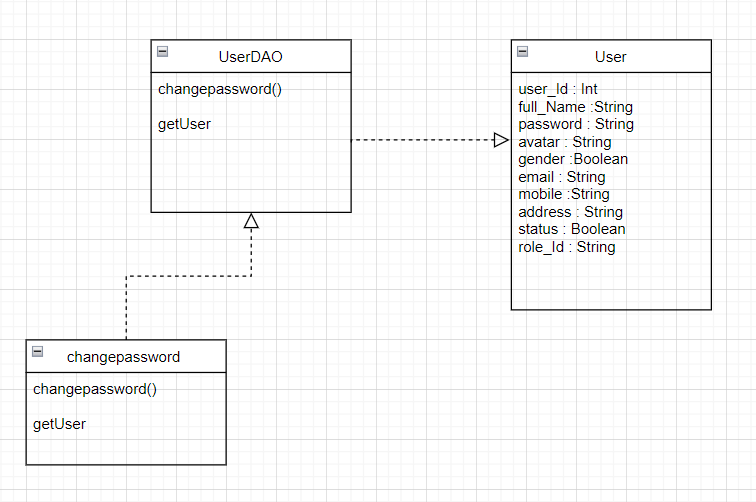 UserDAO
changepassword()
getUser
User
user_Id : Int
full_Name :String
password : String
avatar : String
gender :Boolean
email : String
mobile :String
address : String
status : Boolean
role_Id : String
changepassword
changepassword()
getUser